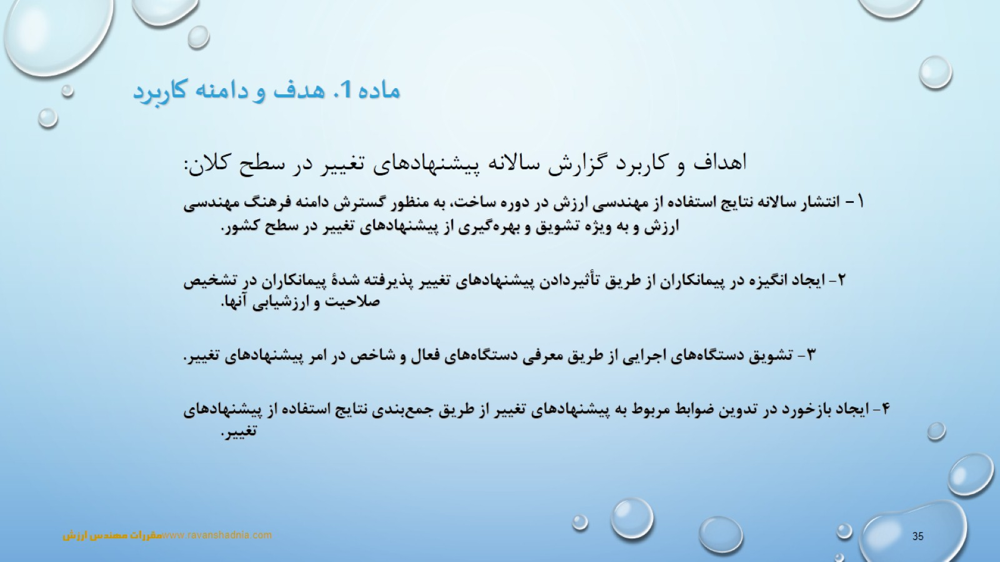 ماده 1. هدف و دامنه کاربرد
اهداف و کاربرد گزارش سالانه پیشنهادهای تغییر در سطح کلان:
۱- انتشار سالانه نتایج استفاده از مهندسی ارزش در دوره ساخت، به منظور گسترش دامنه فرهنگ مهندسی
ارزش و به ویژه تشویق و بهره‌گیری از پیشنهادهای تغییر در سطح کشور.
۲- ایجاد انگیزه در پیمانکاران از طریق تأثیردادن پیشنهادهای تغییر پذیرفته شدۀ پیمانکاران در تشخیص
صلاحیت و ارزشیابی آنها.
۳- تشویق دستگاه‌های اجرایی از طریق معرفی دستگاه‌های فعال و شاخص در امر پیشنهادهای تغییر.
۴- ایجاد بازخورد در تدوین ضوابط مربوط به پیشنهادهای تغییر از طریق جمع‌بندی نتایج استفاده از پیشنهادهای
تغییر.
مقررات مهندس ارزش www.ravanshadnia.com
35